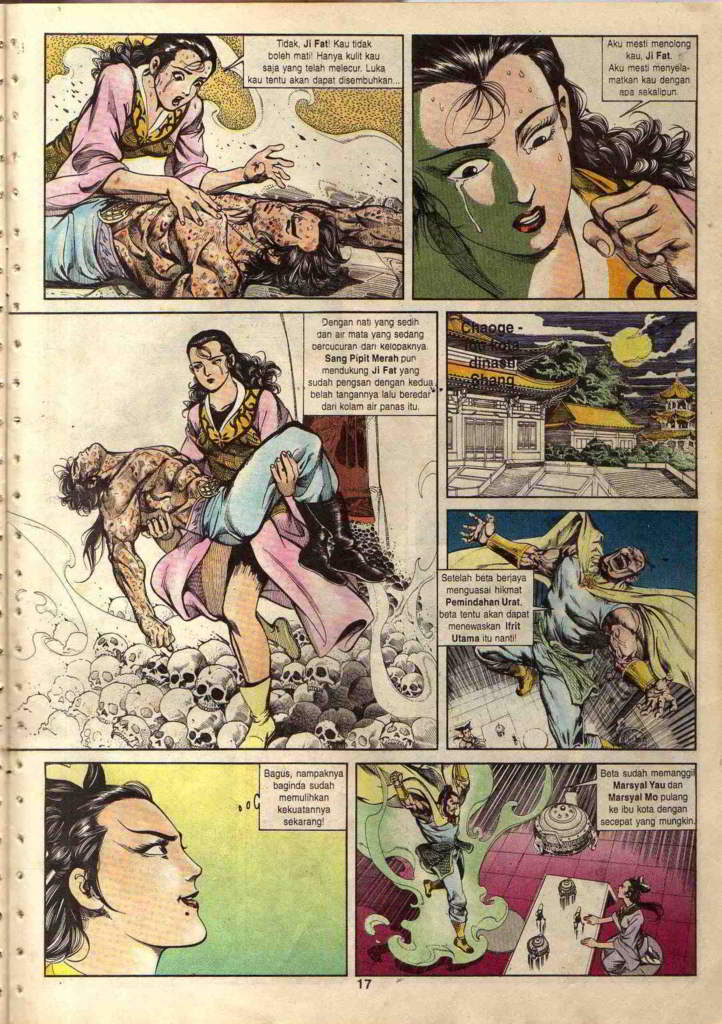 Tidak, Ji Fat! Kau tidak
boleh mati! Hanya kulit kau
saja yang telah melecur. Luka
kau tentu akan dapat disembuhkan...
Aku mesti menolong
kau, Ji Fat.
Aku mesti menyela-
matkan kau dengan
apa sekalipun.
Dengan hati yang sedih
dan air mata yang sedang
bercucuran dari kelopaknya.
Sang Pipit Merah pun
mendukung Ji Fat yang
sudah pengsan dengan kedua
belah tangannya lalu beredar
dari kolam air panas itu.
Chaoge -
ibu kota
dinasti
Shang.
Setelah beta berjaya
menguasai hikmat
Pemindahan Urat,
beta tentu akan dapat
menewaskan Ifrit
Utama itu nanti!
Bagus, nampaknya
baginda sudah
memulihkan
kekuatannya
sekarang!
Beta sudah memanggil
Marsyal Yau dan
Marsyal Mo pulang
ke ibu kota dengan
secepat yang mungkin.
17